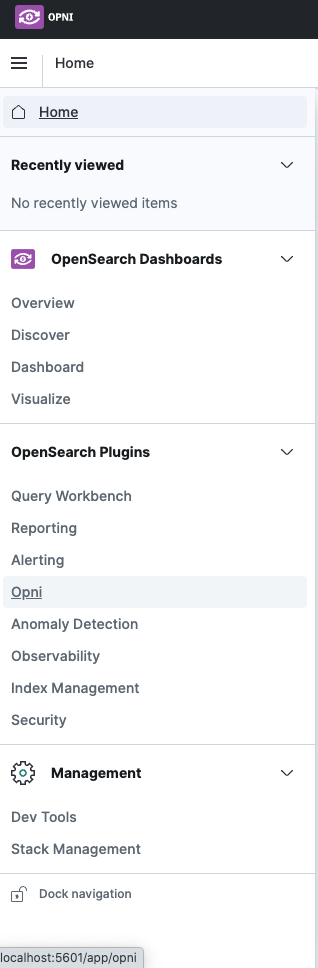 OPNI
Home
Home
Recently viewed
No recently viewed items
OpenSearch Dashboards
Overview
Discover
Dashboard
Visualize
OpenSearch Plugins
Query Workbench
Reporting
Alerting
Opni
Anomaly Detection
Observability
Index Management
Security
Management
Dev Tools
Stack Management
Dock navigation
localhost:5601/app/opni